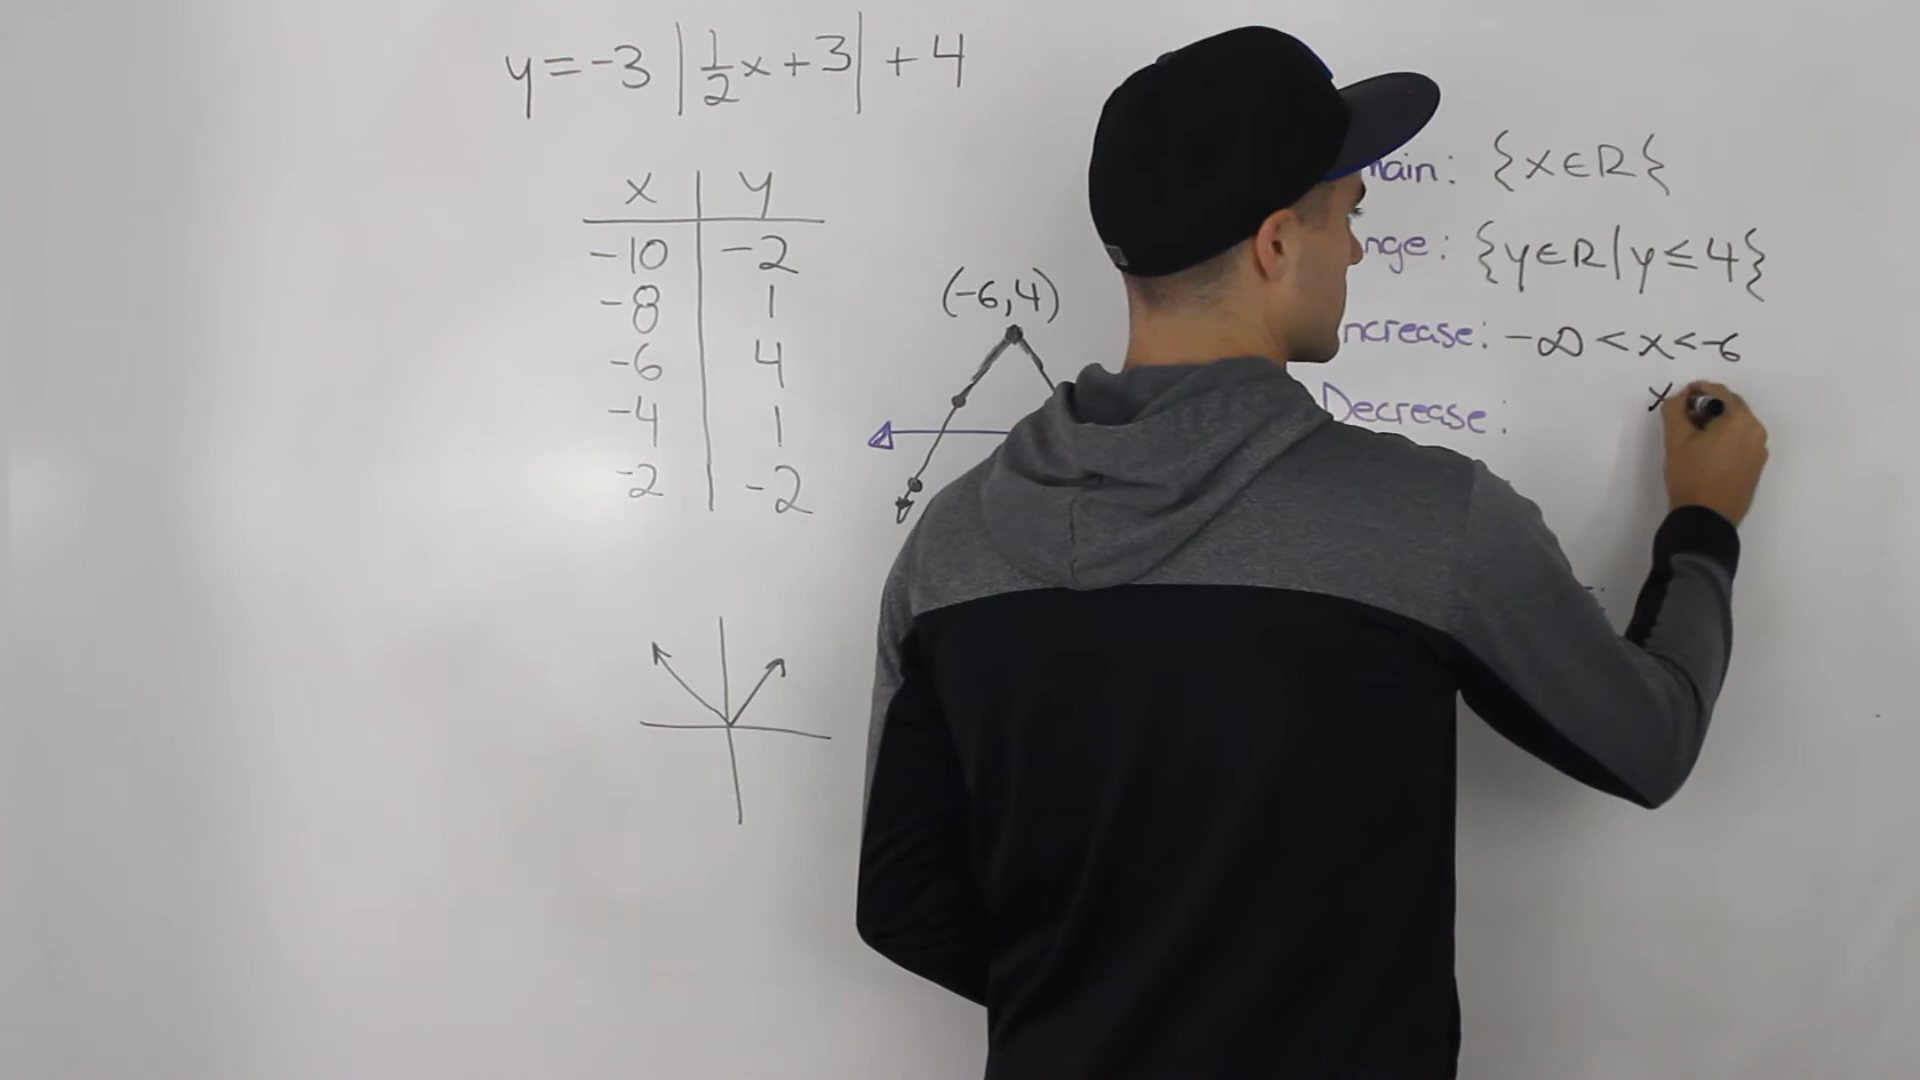 y = -3 | 1/2 x + 3 | + 4
x | y
-10 | -2
-8 | 1
-6 | 4
-4 | 1
-2 | -2
(-6,4)
main: {x∈R{
nge: {y∈R | y ≤ 4}
ncrease: -∞ < x < -6
x
Decrease: